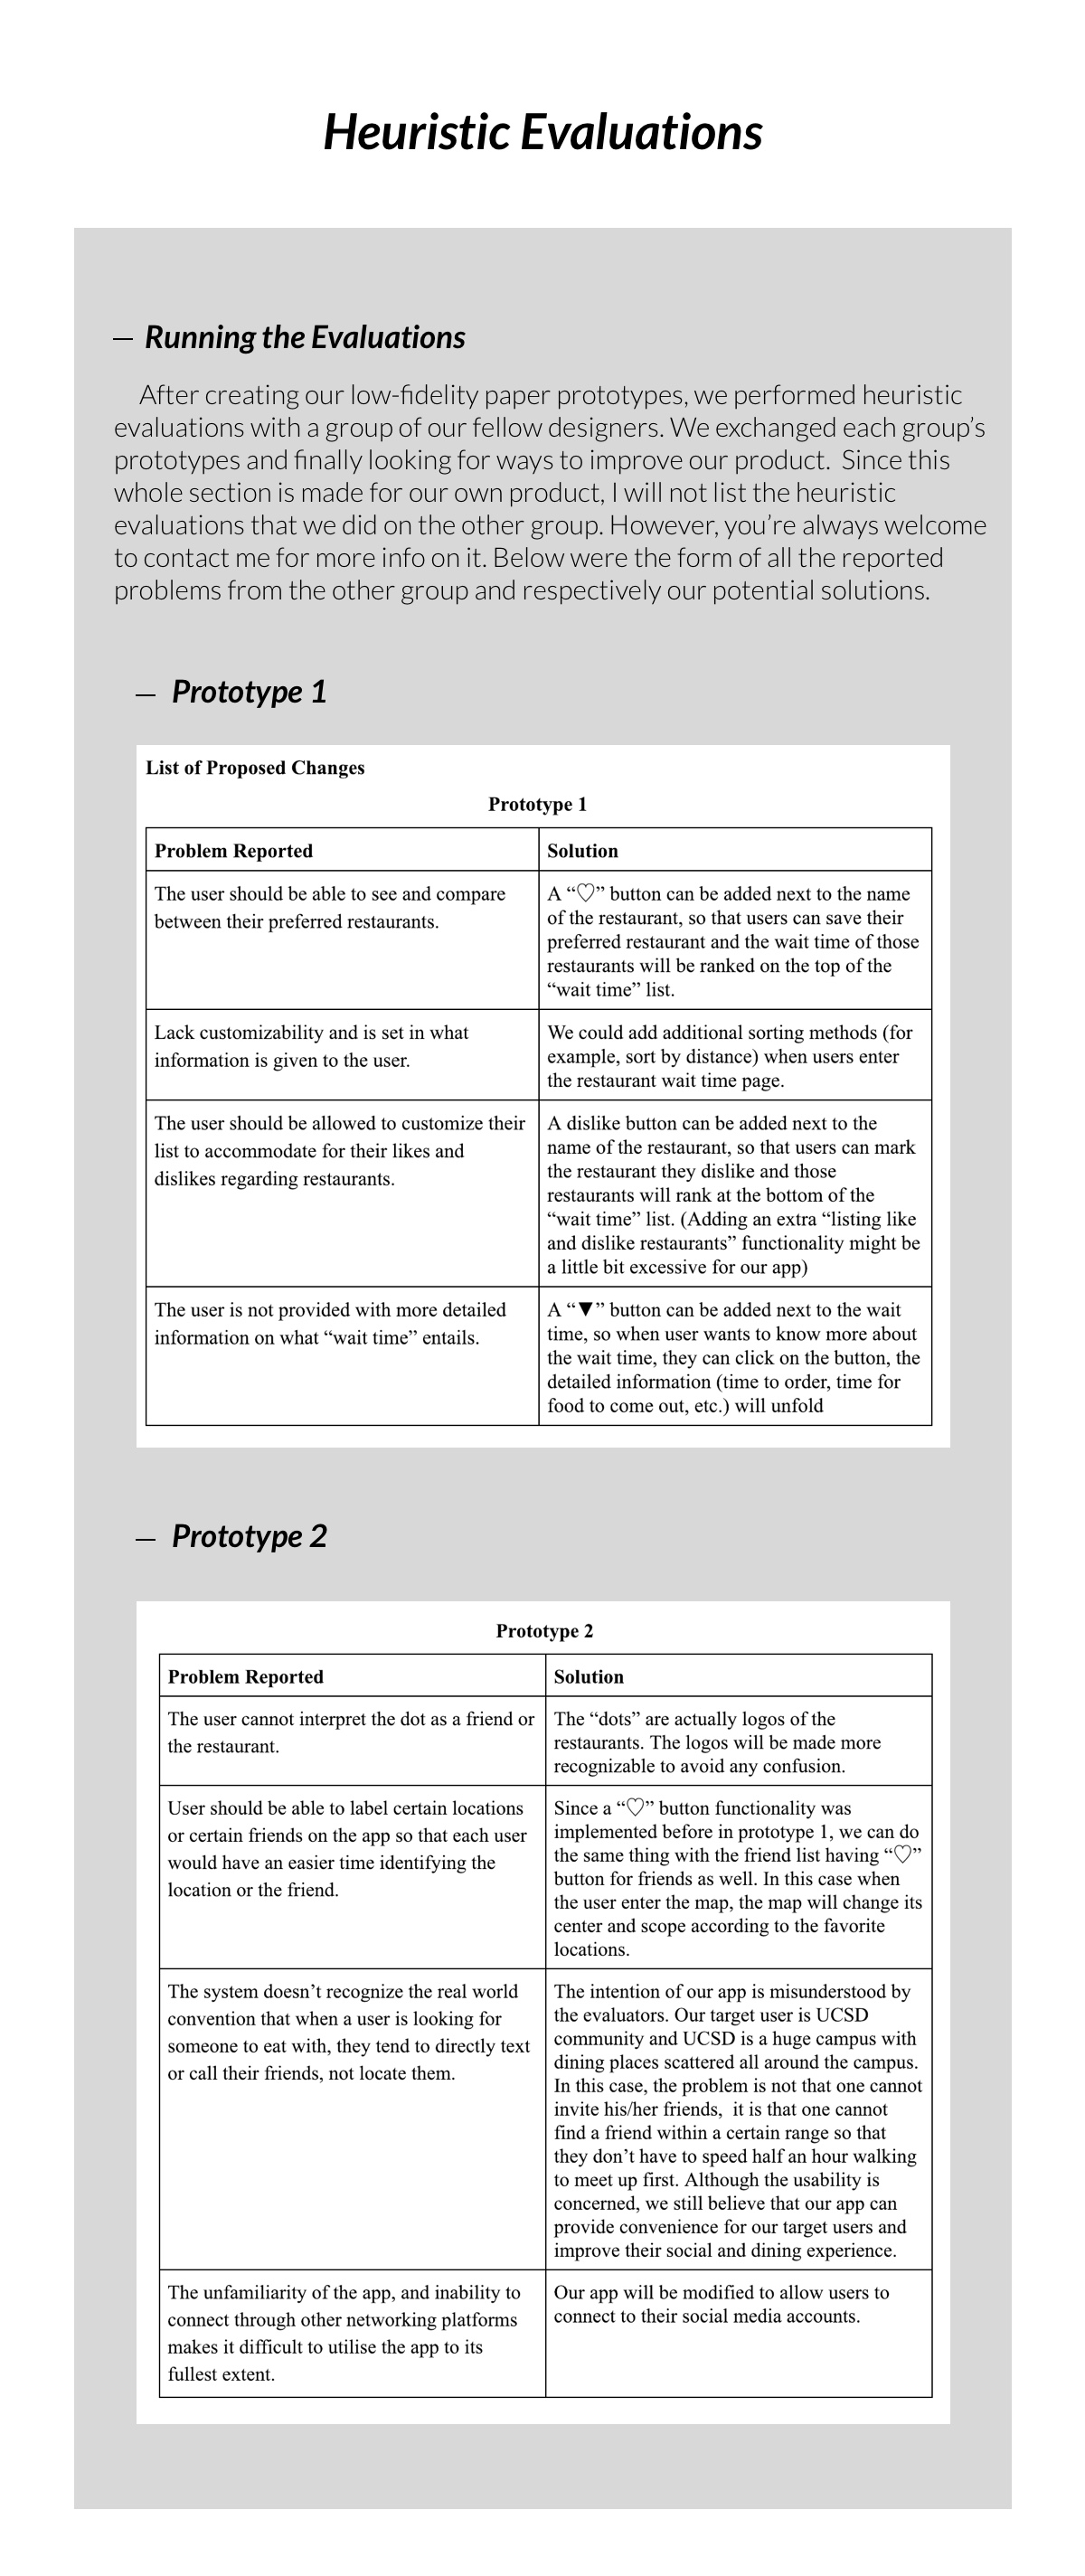 Heuristic Evaluations
— Running the Evaluations
After creating our low-fidelity paper prototypes, we performed heuristic
evaluations with a group of our fellow designers. We exchanged each group’s
prototypes and finally looking for ways to improve our product.  Since this
whole section is made for our own product, I will not list the heuristic
evaluations that we did on the other group. However, you’re always welcome
to contact me for more info on it. Below were the form of all the reported
problems from the other group and respectively our potential solutions.
— Prototype 1
List of Proposed Changes
Prototype 1
Problem Reported
Solution
The user should be able to see and compare
between their preferred restaurants.
A “♡” button can be added next to the name
of the restaurant, so that users can save their
preferred restaurant and the wait time of those
restaurants will be ranked on the top of the
“wait time” list.
Lack customizability and is set in what
information is given to the user.
We could add additional sorting methods (for
example, sort by distance) when users enter
the restaurant wait time page.
The user should be allowed to customize their
list to accommodate for their likes and
dislikes regarding restaurants.
A dislike button can be added next to the
name of the restaurant, so that users can mark
the restaurant they dislike and those
restaurants will rank at the bottom of the
“wait time” list. (Adding an extra “listing like
and dislike restaurants” functionality might be
a little bit excessive for our app)
The user is not provided with more detailed
information on what “wait time” entails.
A “▼” button can be added next to the wait
time, so when user wants to know more about
the wait time, they can click on the button, the
detailed information (time to order, time for
food to come out, etc.) will unfold
— Prototype 2
Prototype 2
Problem Reported
Solution
The user cannot interpret the dot as a friend or
the restaurant.
The “dots” are actually logos of the
restaurants. The logos will be made more
recognizable to avoid any confusion.
User should be able to label certain locations
or certain friends on the app so that each user
would have an easier time identifying the
location or the friend.
Since a “♡” button functionality was
implemented before in prototype 1, we can do
the same thing with the friend list having “♡”
button for friends as well. In this case when
the user enter the map, the map will change its
center and scope according to the favorite
locations.
The system doesn’t recognize the real world
convention that when a user is looking for
someone to eat with, they tend to directly text
or call their friends, not locate them.
The intention of our app is misunderstood by
the evaluators. Our target user is UCSD
community and UCSD is a huge campus with
dining places scattered all around the campus.
In this case, the problem is not that one cannot
invite his/her friends,  it is that one cannot
find a friend within a certain range so that
they don’t have to speed half an hour walking
to meet up first. Although the usability is
concerned, we still believe that our app can
provide convenience for our target users and
improve their social and dining experience.
The unfamiliarity of the app, and inability to
connect through other networking platforms
makes it difficult to utilise the app to its
fullest extent.
Our app will be modified to allow users to
connect to their social media accounts.